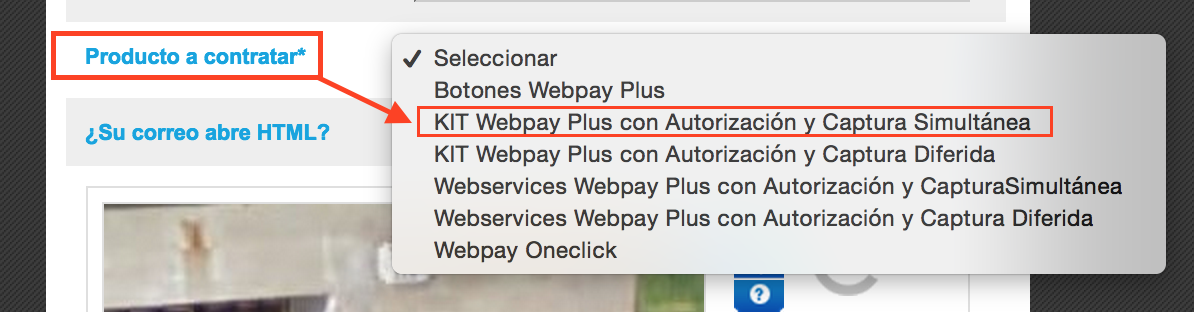 Producto a contratar*
✓ Seleccionar
Botones Webpay Plus
KIT Webpay Plus con Autorización y Captura Simultánea
KIT Webpay Plus con Autorización y Captura Diferida
Webservices Webpay Plus con Autorización y CapturaSimultánea
Webservices Webpay Plus con Autorización y Captura Diferida
Webpay Oneclick
¿Su correo abre HTML?
?